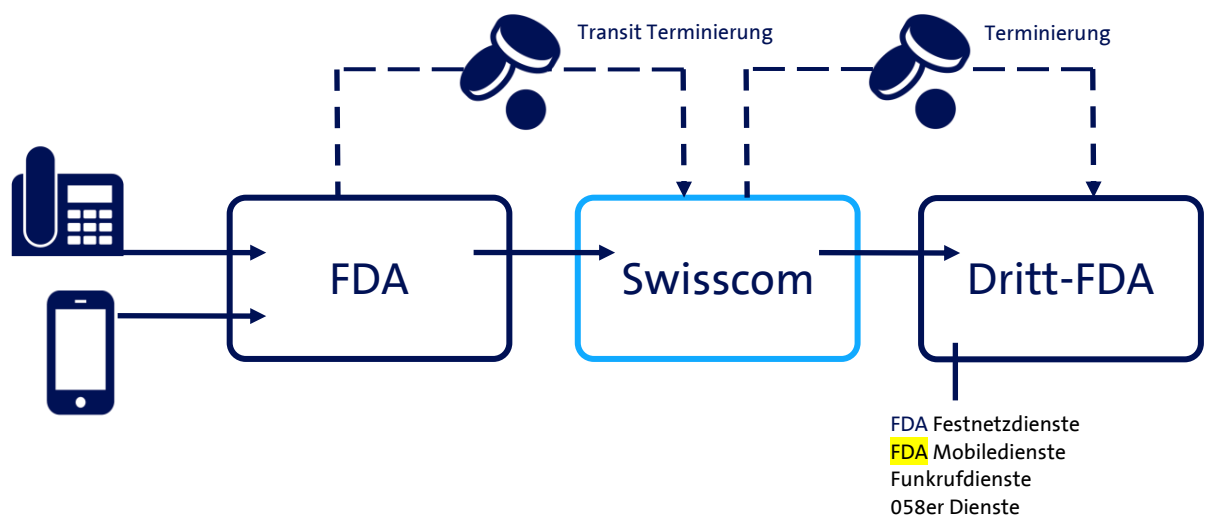 Transit Terminierung
Terminierung
FDA
Swisscom
Dritt-FDA
FDA Festnetzdienste
FDA Mobiledienste
Funkrufdienste
058er Dienste